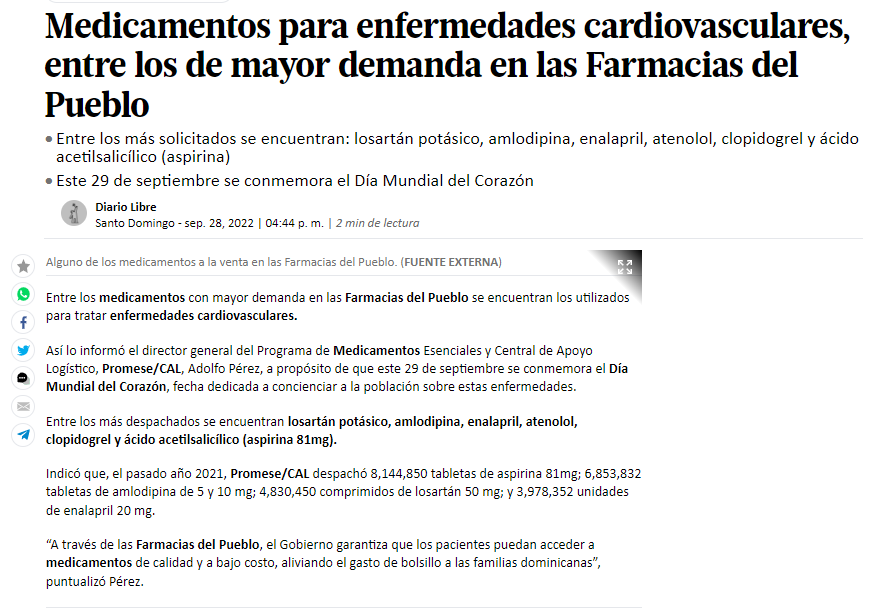 Medicamentos para enfermedades cardiovasculares,
entre los de mayor demanda en las Farmacias del
Pueblo
Entre los más solicitados se encuentran: losartán potásico, amlodipina, enalapril, atenolol, clopidogrel y ácido
acetilsalicílico (aspirina)
Este 29 de septiembre se conmemora el Día Mundial del Corazón
Diario Libre
Santo Domingo - sep. 28, 2022 | 04:44 p. m. | 2 min de lectura
Alguno de los medicamentos a la venta en las Farmacias del Pueblo. (FUENTE EXTERNA)
Entre los medicamentos con mayor demanda en las Farmacias del Pueblo se encuentran los utilizados
para tratar enfermedades cardiovasculares.
Así lo informó el director general del Programa de Medicamentos Esenciales y Central de Apoyo
Logístico, Promese/CAL, Adolfo Pérez, a propósito de que este 29 de septiembre se conmemora el Día
Mundial del Corazón, fecha dedicada a concienciar a la población sobre estas enfermedades.
Entre los más despachados se encuentran losartán potásico, amlodipina, enalapril, atenolol,
clopidogrel y ácido acetilsalicílico (aspirina 81mg).
Indicó que, el pasado año 2021, Promese/CAL despachó 8,144,850 tabletas de aspirina 81mg; 6,853,832
tabletas de amlodipina de 5 y 10 mg; 4,830,450 comprimidos de losartán 50 mg; y 3,978,352 unidades
de enalapril 20 mg.
“A través de las Farmacias del Pueblo, el Gobierno garantiza que los pacientes puedan acceder a
medicamentos de calidad y a bajo costo, aliviando el gasto de bolsillo a las familias dominicanas”,
puntualizó Pérez.